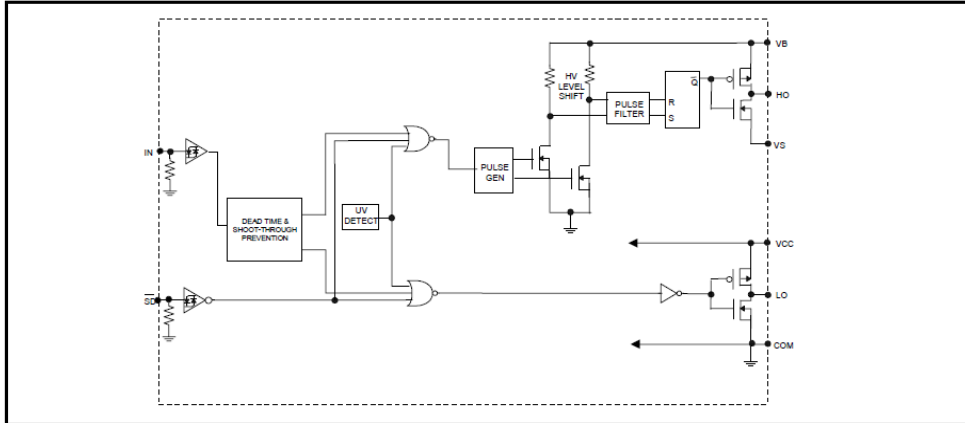 VB
HV
LEVEL
SHIFT
Q
HO
PULSE
FILTER
R
S
VS
IN
PULSE
GEN
DEAD TIME &
SHOOT-THROUGH
PREVENTION
UV
DETECT
VCC
SD
LO
COM